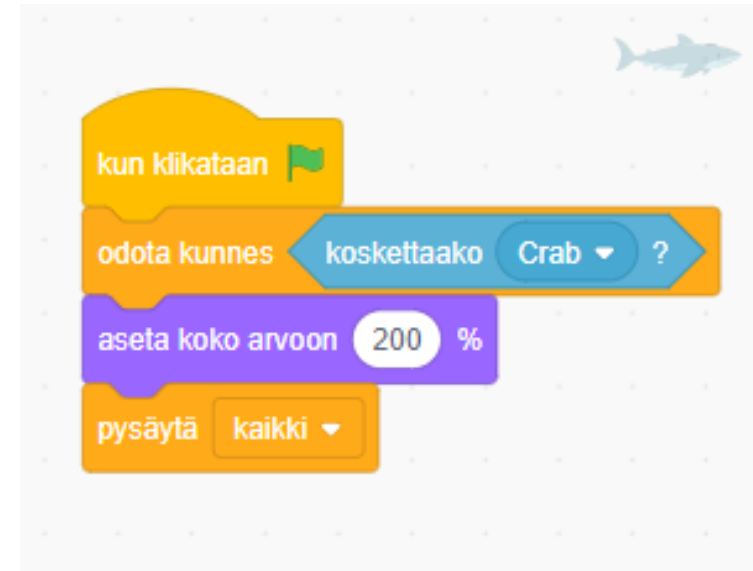 kun klikataan
odota kunnes koskettaako Crab ?
aseta koko arvoon 200 %
pysäytä kaikki